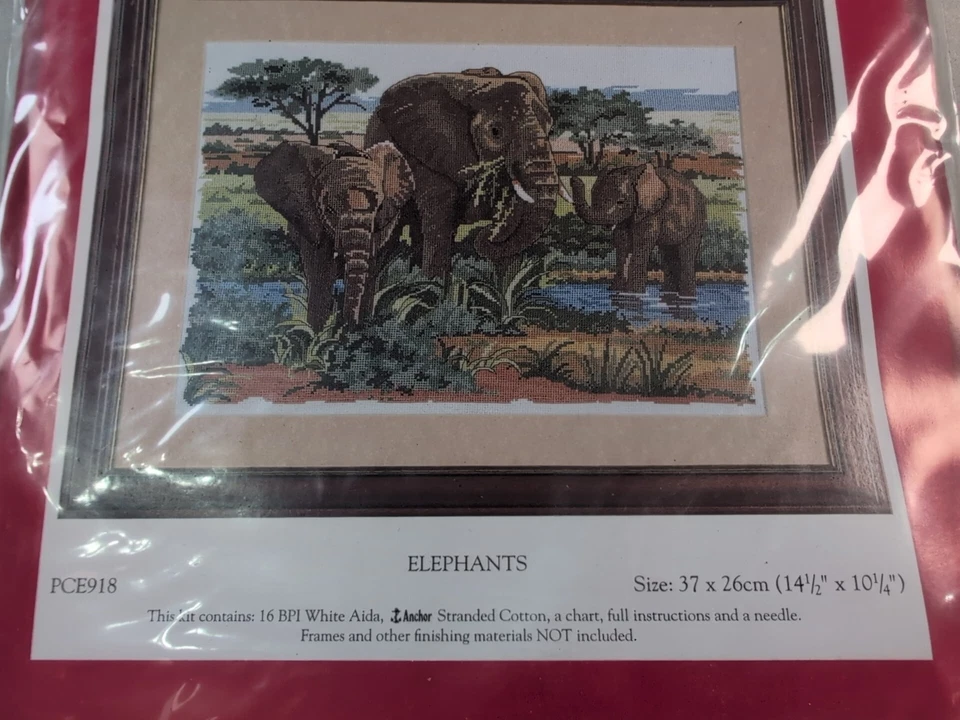 ELEPHANTS
PCE918
Size: 37 x 26cm (14½" x 10¼")
This kit contains: 16 BPI White Aida, Anchor Stranded Cotton, a chart, full instructions and a needle.
Frames and other finishing materials NOT included.